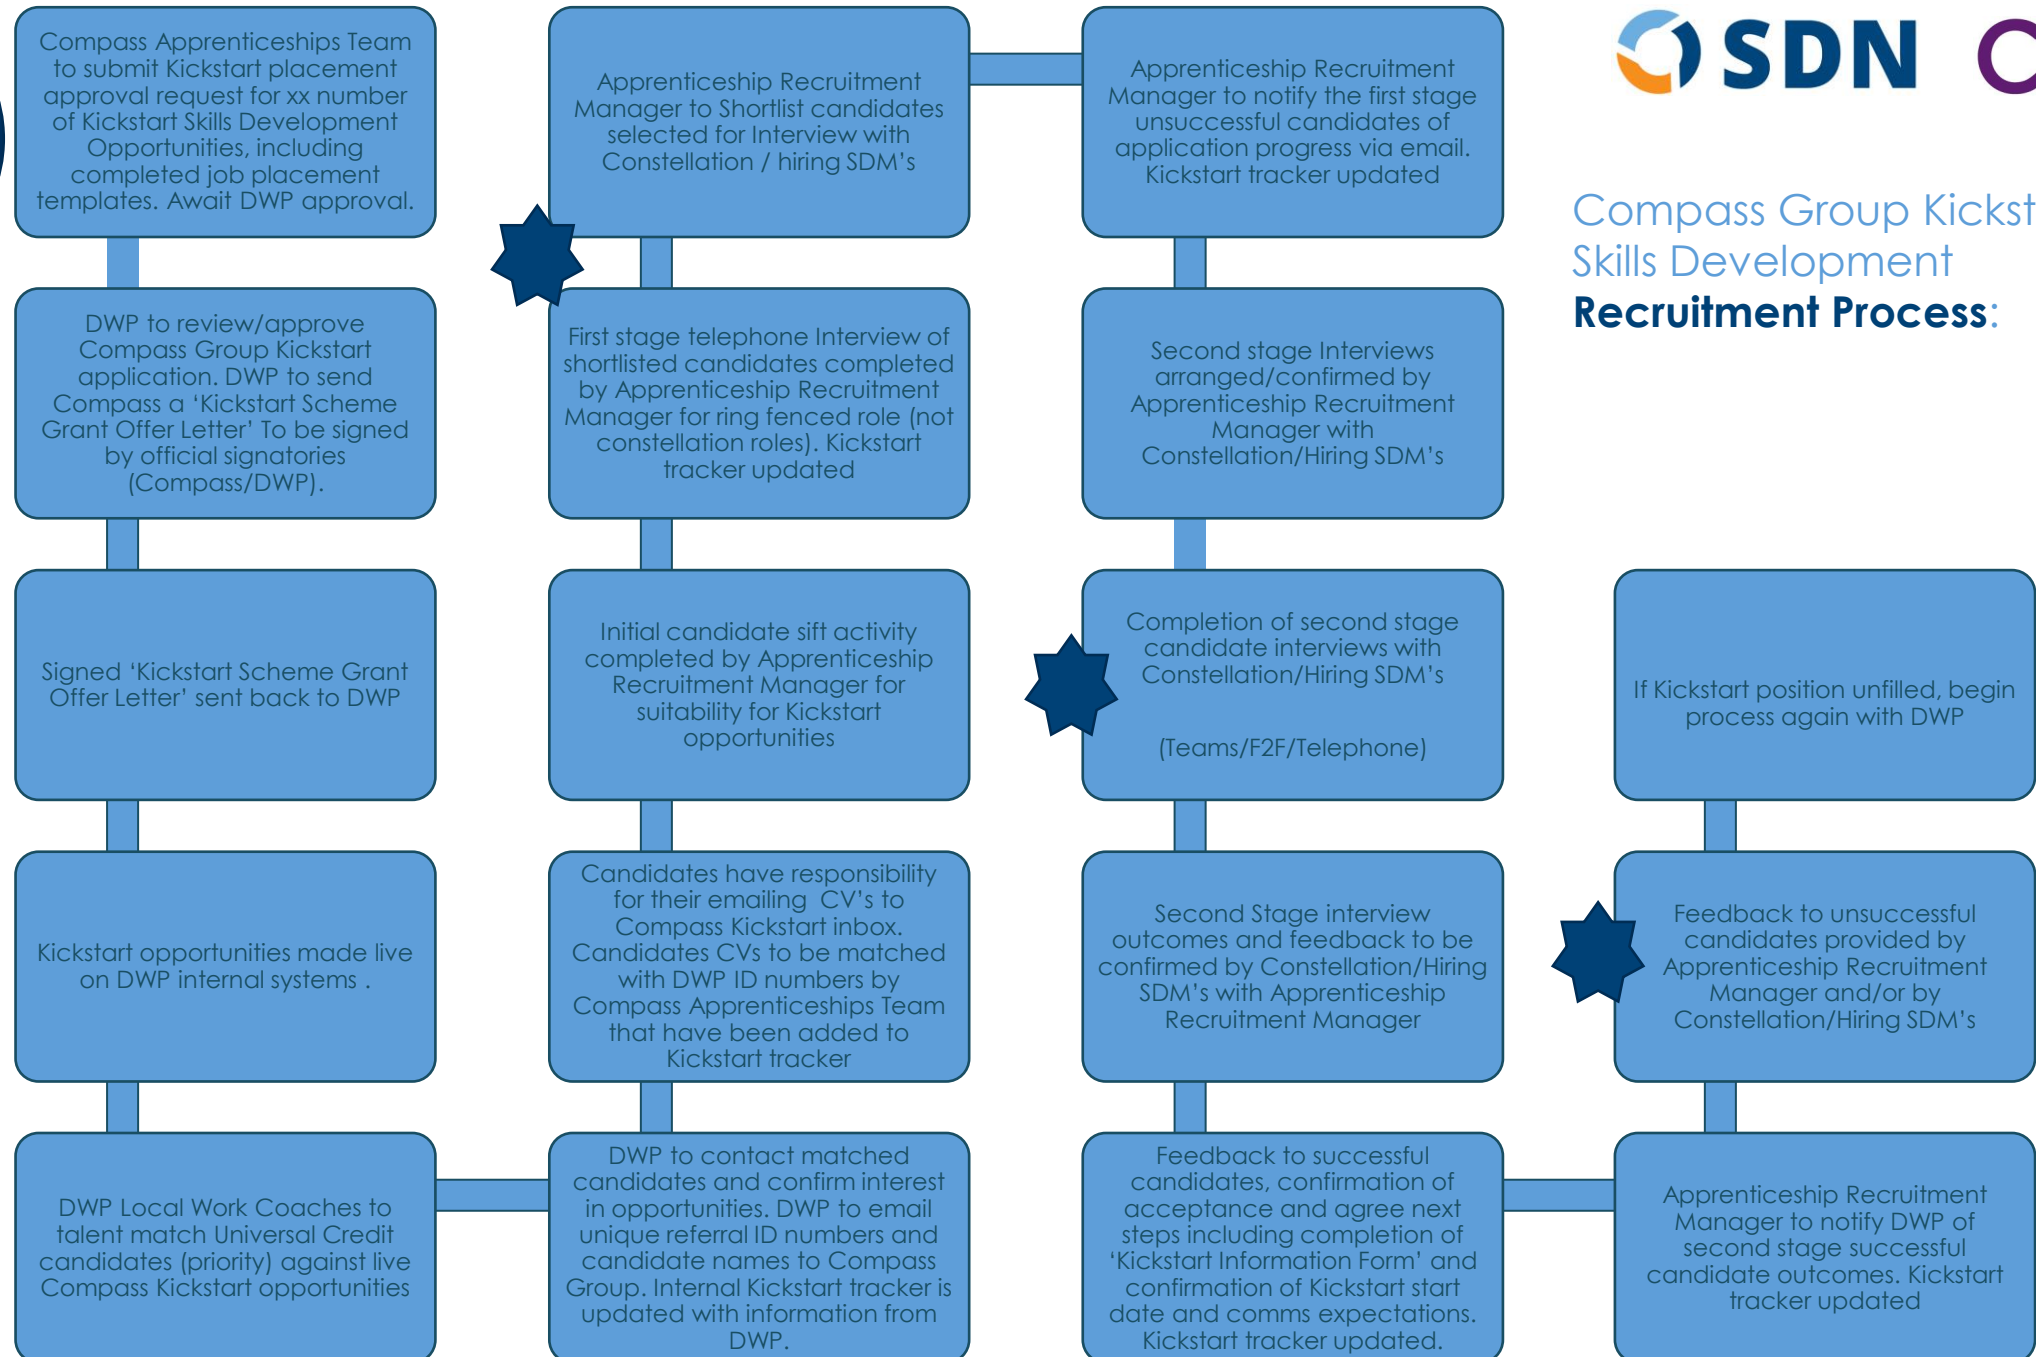 Compass Apprenticeships Team
to submit Kickstart placement
approval request for xx number
of Kickstart Skills Development
Opportunities, including
completed job placement
templates. Await DWP approval.
DWP to review/approve
Compass Group Kickstart
application. DWP to send
Compass a ‘Kickstart Scheme
Grant Offer Letter’ To be signed
by official signatories
(Compass/DWP).
Signed ‘Kickstart Scheme Grant
Offer Letter’ sent back to DWP
Kickstart opportunities made live
on DWP internal systems .
DWP Local Work Coaches to
talent match Universal Credit
candidates (priority) against live
Compass Kickstart opportunities
DWP to contact matched
candidates and confirm interest
in opportunities. DWP to email
unique referral ID numbers and
candidate names to Compass
Group. Internal Kickstart tracker is
updated with information from
DWP.
Candidates have responsibility
for their emailing  CV's to
Compass Kickstart inbox.
Candidates CVs to be matched
with DWP ID numbers by
Compass Apprenticeships Team
that have been added to
Kickstart tracker
Initial candidate sift activity
completed by Apprenticeship
Recruitment Manager for
suitability for Kickstart
opportunities
First stage telephone Interview of
shortlisted candidates completed
by Apprenticeship Recruitment
Manager for ring fenced role (not
constellation roles). Kickstart
tracker updated
Apprenticeship Recruitment
Manager to Shortlist candidates
selected for Interview with
Constellation / hiring SDM's
Apprenticeship Recruitment
Manager to notify the first stage
unsuccessful candidates of
application progress via email.
Kickstart tracker updated
Second stage Interviews
arranged/confirmed by
Apprenticeship Recruitment
Manager with
Constellation/Hiring SDM's
Completion of second stage
candidate interviews with
Constellation/Hiring SDM's
(Teams/F2F/Telephone)
Second Stage interview
outcomes and feedback to be
confirmed by Constellation/Hiring
SDM's with Apprenticeship
Recruitment Manager
Feedback to successful
candidates, confirmation of
acceptance and agree next
steps including completion of
‘Kickstart Information Form’ and
confirmation of Kickstart start
date and comms expectations.
Kickstart tracker updated.
Apprenticeship Recruitment
Manager to notify DWP of
second stage successful
candidate outcomes. Kickstart
tracker updated
Feedback to unsuccessful
candidates provided by
Apprenticeship Recruitment
Manager and/or by
Constellation/Hiring SDM's
If Kickstart position unfilled, begin
process again with DWP
SDN
Compass Group Kickst
Skills Development
Recruitment Process: